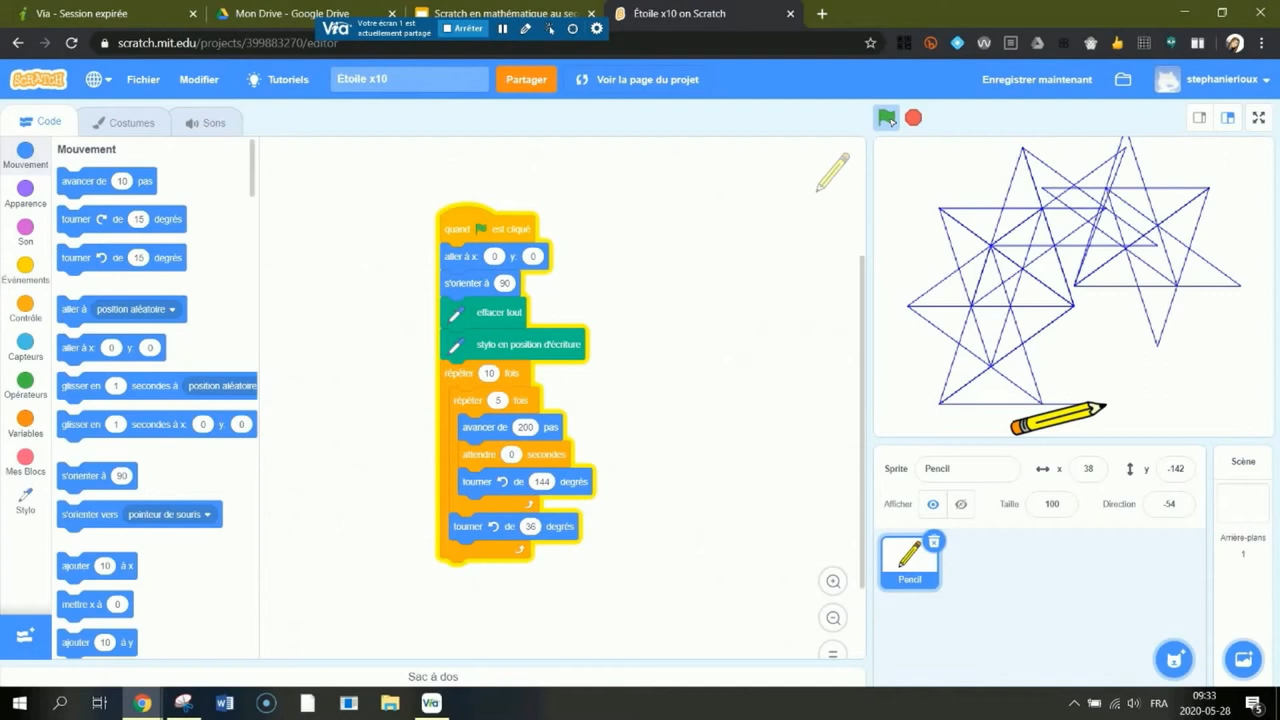 Via - Session expirée
Mon Drive - Google Drive
Scratch en mathématique au sec
Étoile x10 on Scratch
Via
Votre écran 1 est
actuellement partagé
Arrêter
scratch.mit.edu/projects/399883270/editor
SCRATCH
Fichier
Modifier
Tutoriels
Étoile x10
Partager
Voir la page du projet
Enregistrer maintenant
stephanierioux
Code
Costumes
Sons
Mouvement
Apparence
Son
Événements
Contrôle
Capteurs
Opérateurs
Variables
Mes Blocs
Stylo
Mouvement
avancer de 10 pas
tourner de 15 degrés
tourner de 15 degrés
aller à position aléatoire
aller à x: 0 y: 0
glisser en 1 secondes à position aléatoire
glisser en 1 secondes à x: 0 y: 0
s'orienter à 90
s'orienter vers pointeur de souris
ajouter 10 à x
mettre x à 0
ajouter 10 à y
quand est cliqué
aller à x: 0 y: 0
s'orienter à 90
effacer tout
stylo en position d'écriture
répéter 10 fois
répéter 5 fois
avancer de 200 pas
attendre 0 secondes
tourner de 144 degrés
tourner de 36 degrés
Sac à dos
Sprite Pencil x 38 y -142
Afficher Taille 100 Direction -54
Pencil
Scène
Arrière-plans
1
Via
FRA
09:33
2020-05-28
5